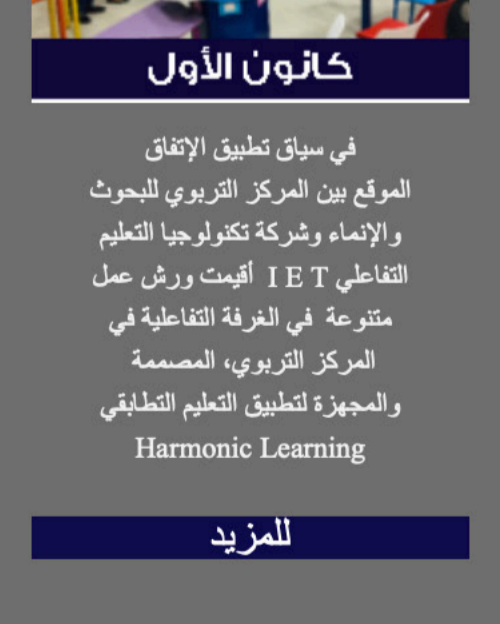 كانون الأول
في سياق تطبيق الإتفاق
الموقع بين المركز التربوي للبحوث
والإنماء وشركة تكنولوجيا التعليم
التفاعلي I E T أقيمت ورش عمل
متنوعة في الغرفة التفاعلية في
المركز التربوي، المصممة
والمجهزة لتطبيق التعليم التطابقي
Harmonic Learning
للمزيد